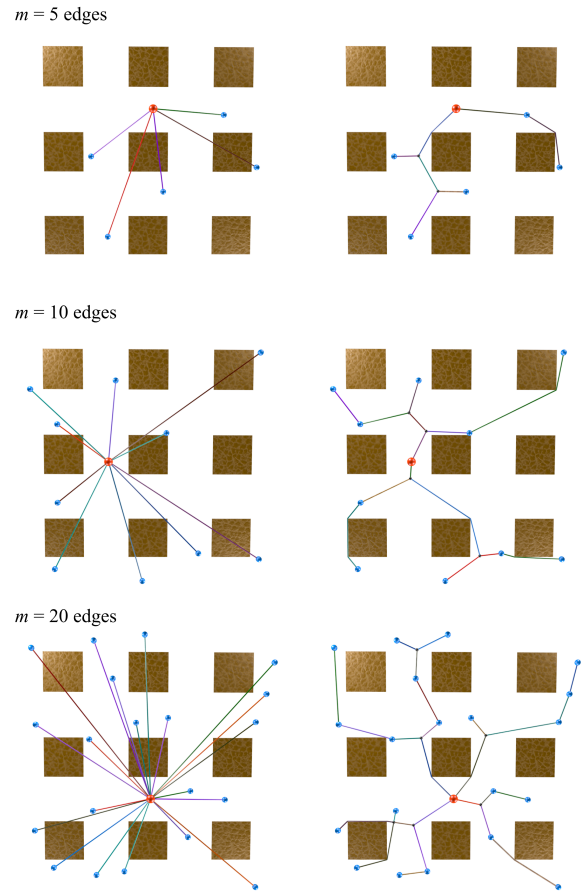 m = 5 edges
m = 10 edges
m = 20 edges